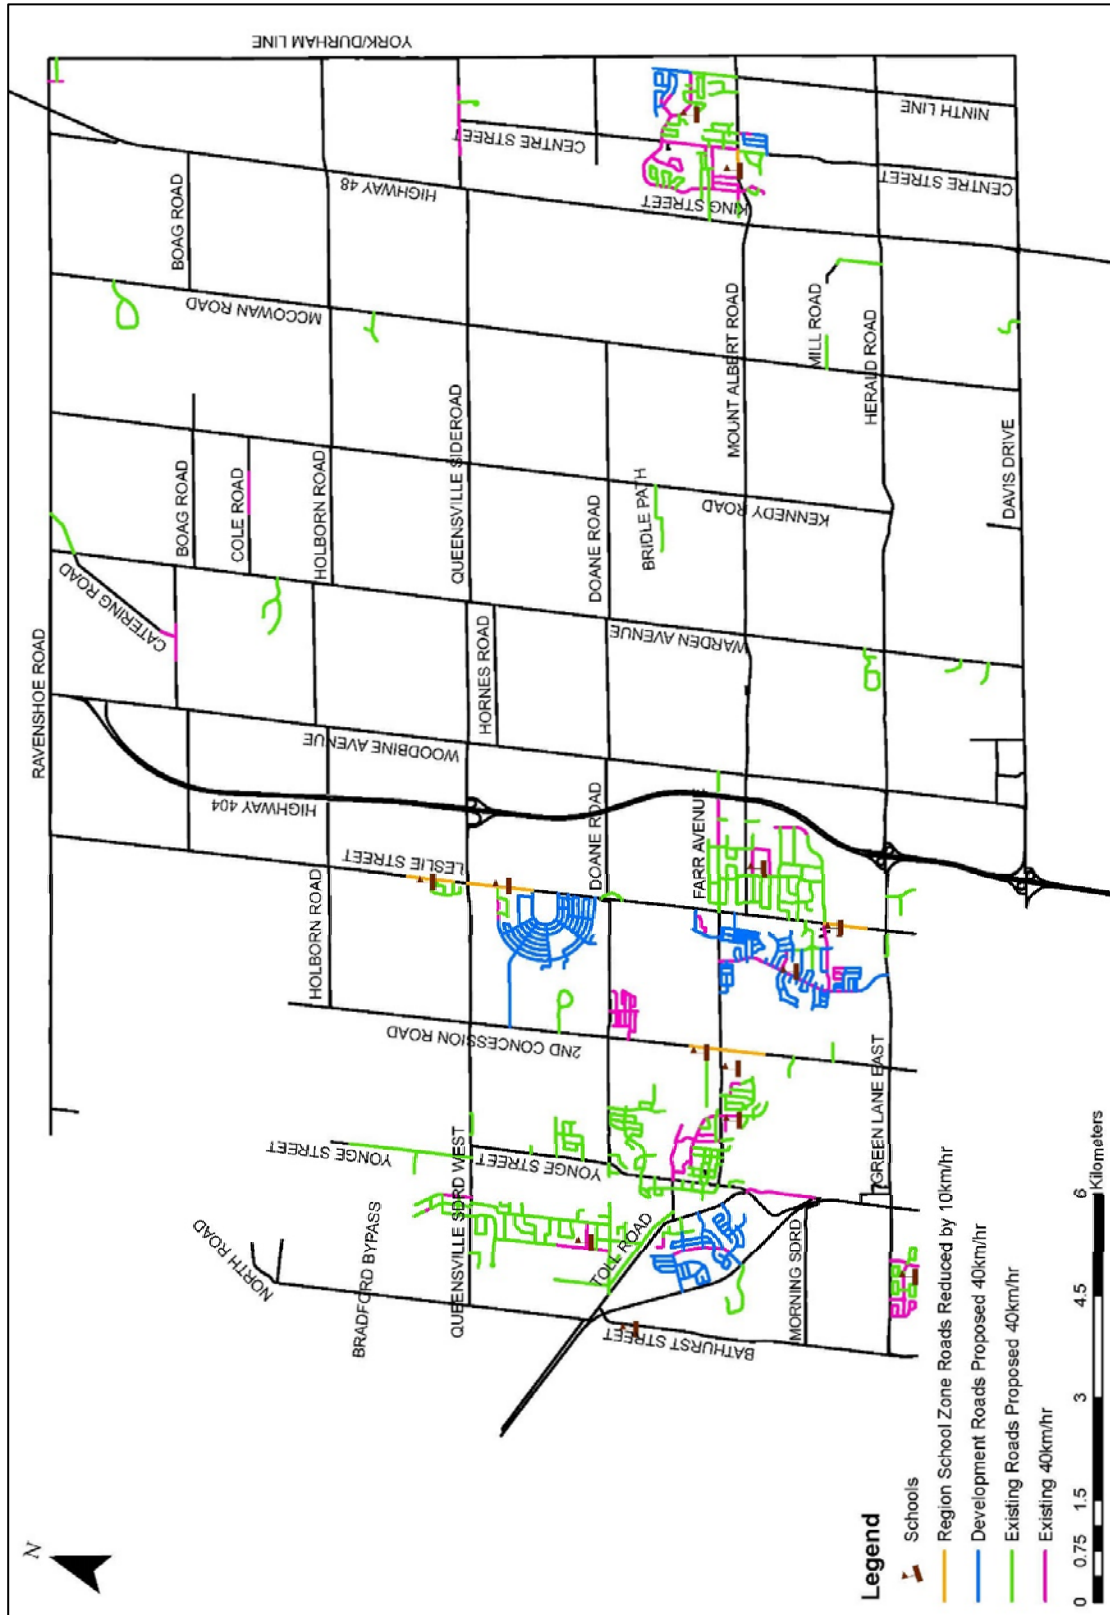 N
RAVENSHOE ROAD
YORK/DURHAM LINE
CATERING ROAD
BOAG ROAD
BOAG ROAD
COLE ROAD
HIGHWAY 404
WOODBINE AVENUE
MCCOWAN ROAD
HIGHWAY 48
LESLIE STREET
HOLBORN ROAD
HOLBORN ROAD
NORTH ROAD
YONGE STREET
BRADFORD BYPASS
QUEENSVILLE SDRD WEST
QUEENSVILLE SIDEROAD
HORNES ROAD
CENTRE STREET
YONGE STREET
2ND CONCESSION ROAD
DOANE ROAD
DOANE ROAD
WARDEN AVENUE
BRIDLE PATH
KING STREET
TOLL ROAD
BATHURST STREET
FARR AVENUE
KENNEDY ROAD
MOUNT ALBERT ROAD
MORNING SDRD
MILL ROAD
HERALD ROAD
GREEN LANE EAST
NINTH LINE
CENTRE STREET
DAVIS DRIVE
Legend
Schools
Region School Zone Roads Reduced by 10km/hr
Development Roads Proposed 40km/hr
Existing Roads Proposed 40km/hr
Existing 40km/hr
0 0.75 1.5 3 4.5 6
Kilometers